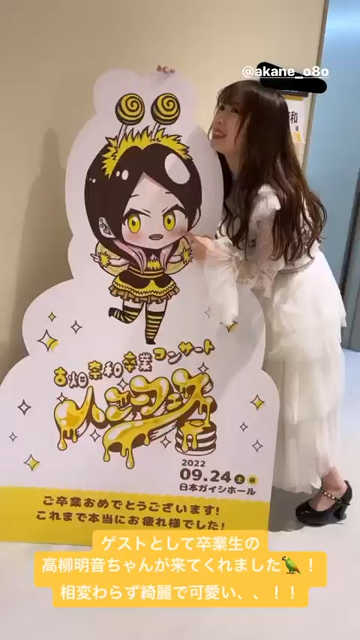 @akane_o8o
和
古畑奈和卒業コンサート
ハニーフェス
2022
09.24 土
日本ガイシホール
ご卒業おめでとうございます!
これまで本当にお疲れ様でした!
ゲストとして卒業生の
高柳明音ちゃんが来てくれました🦜！
相変わらず綺麗で可愛い、、！！